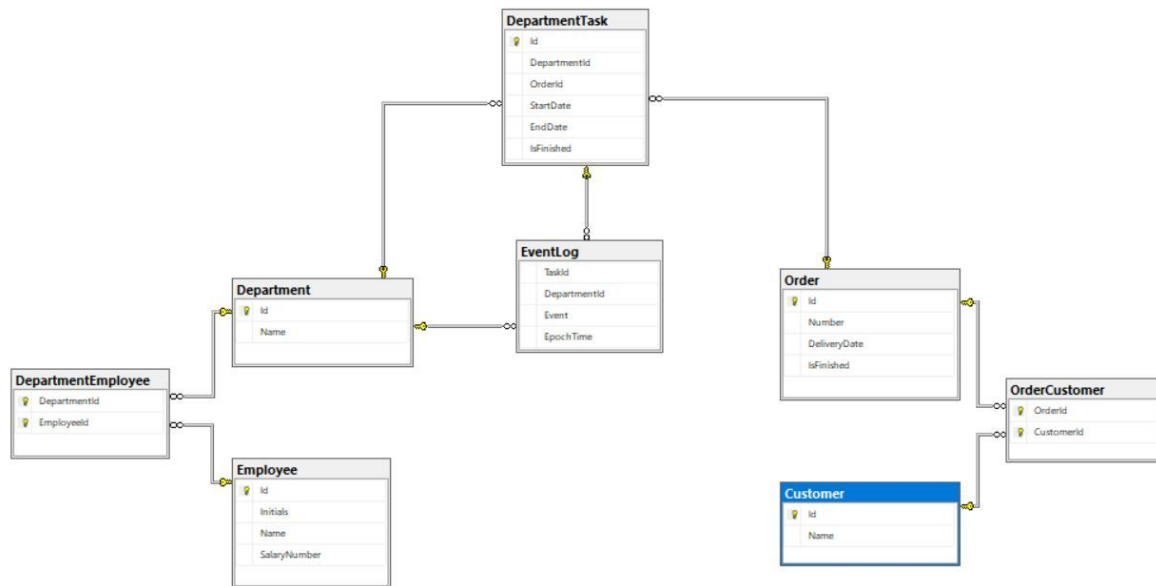 DepartmentTask
Id
DepartmentId
OrderId
StartDate
EndDate
IsFinished
EventLog
TaskId
DepartmentId
Event
EpochTime
Department
Id
Name
Order
Id
Number
DeliveryDate
IsFinished
DepartmentEmployee
DepartmentId
EmployeeId
OrderCustomer
OrderId
CustomerId
Employee
Id
Initials
Name
SalaryNumber
Customer
Id
Name